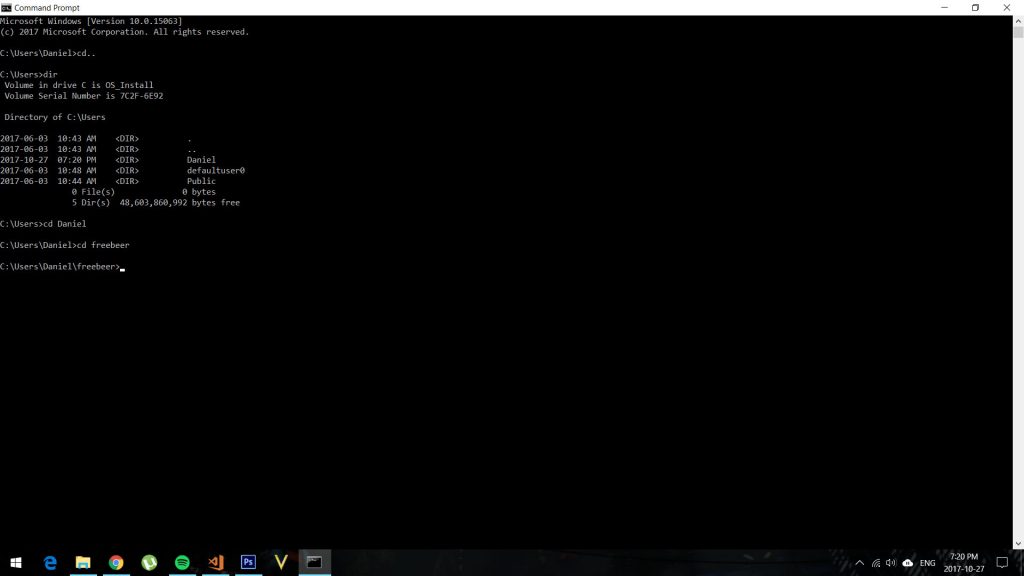 Command Prompt
Microsoft Windows [Version 10.0.15063]
(c) 2017 Microsoft Corporation. All rights reserved.
C:\Users\Daniel>cd..
C:\Users>dir
 Volume in drive C is OS_Install
 Volume Serial Number is 7C2F-6E92
 Directory of C:\Users
2017-06-03  10:43 AM    <DIR>          .
2017-06-03  10:43 AM    <DIR>          ..
2017-10-27  07:20 PM    <DIR>          Daniel
2017-06-03  10:48 AM    <DIR>          defaultuser0
2017-06-03  10:44 AM    <DIR>          Public
               0 File(s)              0 bytes
               5 Dir(s)  48,603,860,992 bytes free
C:\Users>cd Daniel
C:\Users\Daniel>cd freebeer
C:\Users\Daniel\freebeer>
Ps
ENG
7:20 PM
2017-10-27